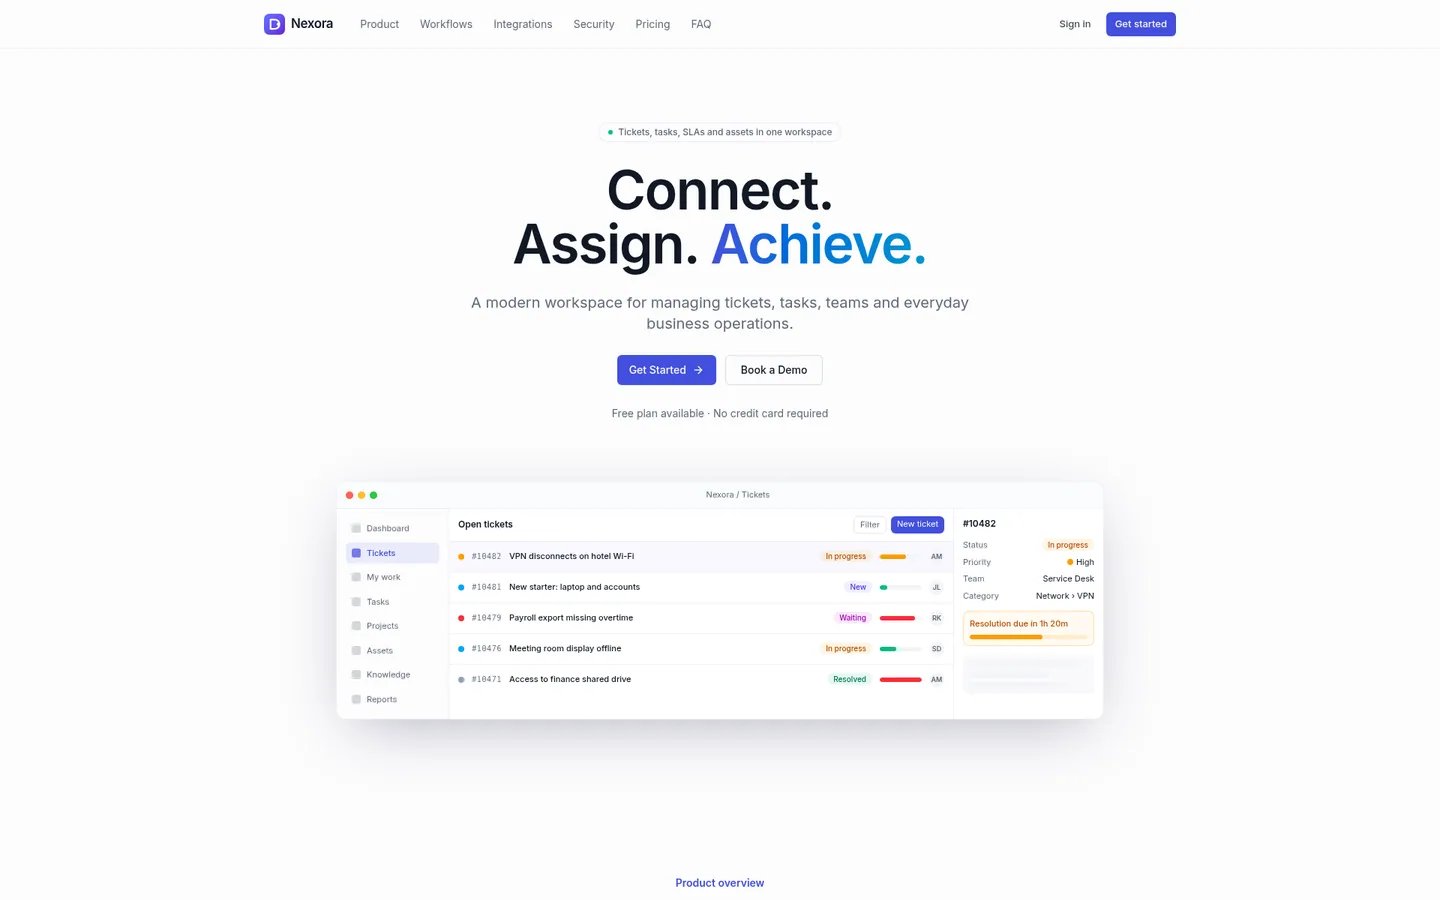 Nexora
Product
Workflows
Integrations
Security
Pricing
FAQ
Sign in
Get started
Tickets, tasks, SLAs and assets in one workspace
Connect.
Assign. Achieve.
A modern workspace for managing tickets, tasks, teams and everyday
business operations.
Get Started →
Book a Demo
Free plan available · No credit card required
Nexora / Tickets
Dashboard
Tickets
My work
Tasks
Projects
Assets
Knowledge
Reports
Open tickets
Filter
New ticket
#10482 VPN disconnects on hotel Wi-Fi In progress AM
#10481 New starter: laptop and accounts New JL
#10479 Payroll export missing overtime Waiting RK
#10476 Meeting room display offline In progress SD
#10471 Access to finance shared drive Resolved AM
#10482
Status In progress
Priority High
Team Service Desk
Category Network › VPN
Resolution due in 1h 20m
Product overview